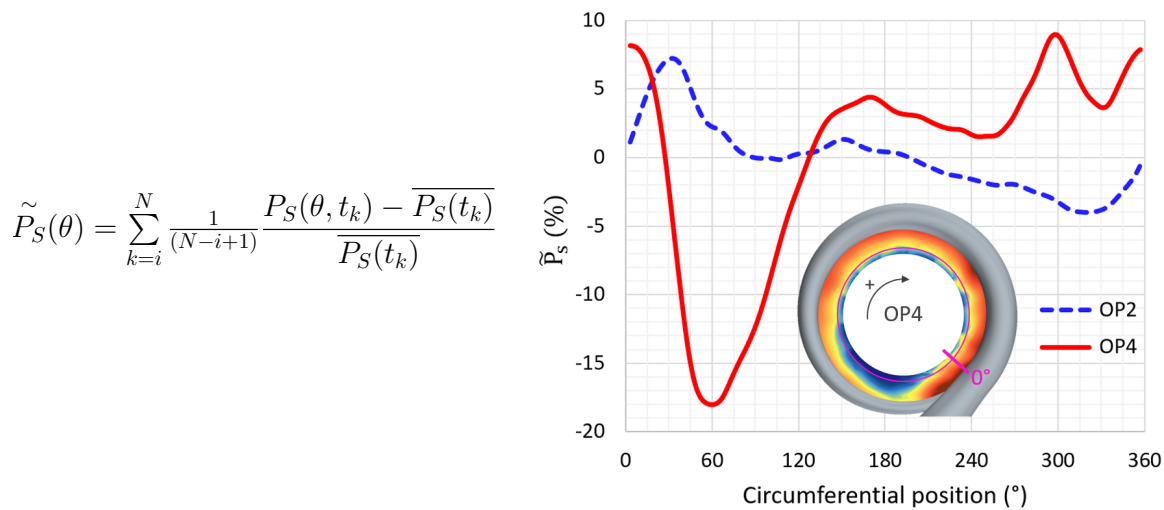 P̃_S(θ) = ∑_{k=i}^{N} 1/(N−i+1) (P_S(θ, t_k) − \overline{P_S(t_k)}) / \overline{P_S(t_k)}
10
5
0
-5
-10
-15
-20
P̃s (%)
0 60 120 180 240 300 360
Circumferential position (°)
+
OP4
0°
OP2
OP4